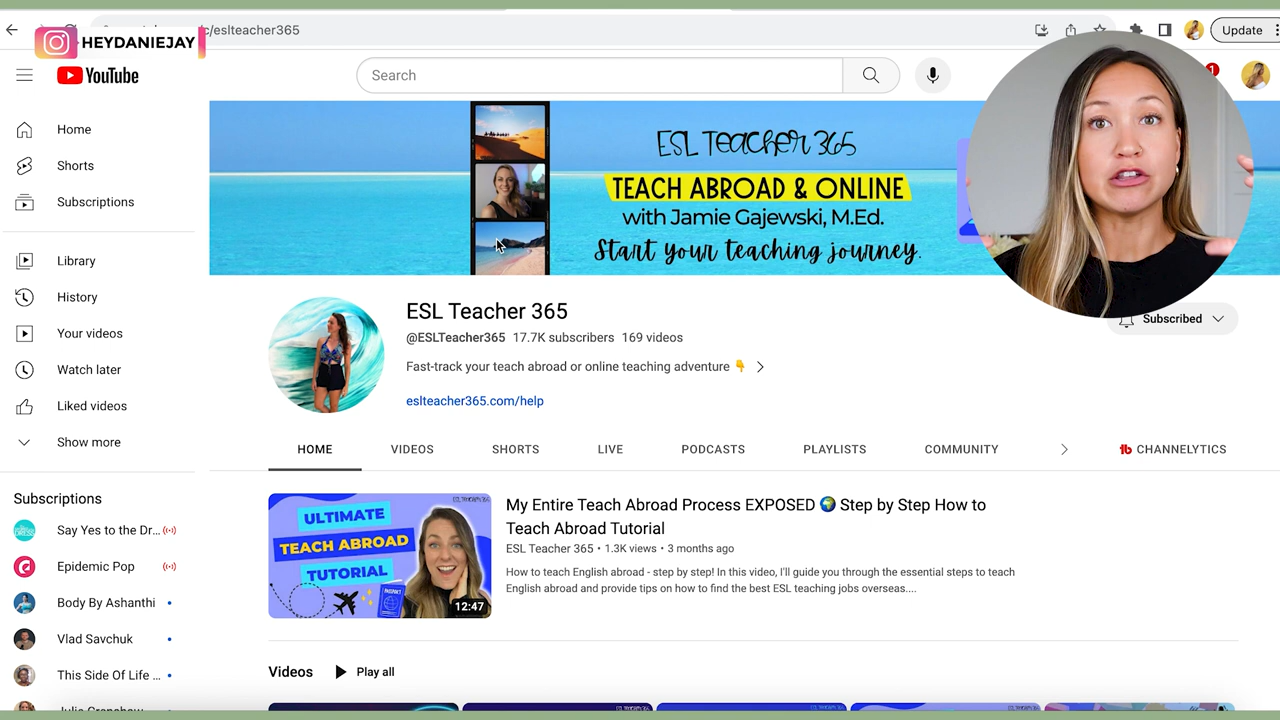 c/eslteacher365
HEYDANIEJAY
Update
YouTube
Search
1
Home
Shorts
Subscriptions
Library
History
Your videos
Watch later
Liked videos
Show more
Subscriptions
Say Yes to the Dr...
Epidemic Pop
Body By Ashanthi
Vlad Savchuk
This Side Of Life ...
ESL Teacher 365
TEACH ABROAD & ONLINE
with Jamie Gajewski, M.Ed.
Start your teaching journey.
ESL Teacher 365
@ESLTeacher365 17.7K subscribers 169 videos
Fast-track your teach abroad or online teaching adventure 👇
eslteacher365.com/help
Subscribed
HOME VIDEOS SHORTS LIVE PODCASTS PLAYLISTS COMMUNITY CHANNELYTICS
ESL TEACHER 365
ULTIMATE
TEACH ABROAD
TUTORIAL
PASSPORT
12:47
My Entire Teach Abroad Process EXPOSED 🌍 Step by Step How to
Teach Abroad Tutorial
ESL Teacher 365 • 1.3K views • 3 months ago
How to teach English abroad - step by step! In this video, I'll guide you through the essential steps to teach
English abroad and provide tips on how to find the best ESL teaching jobs overseas....
Videos Play all